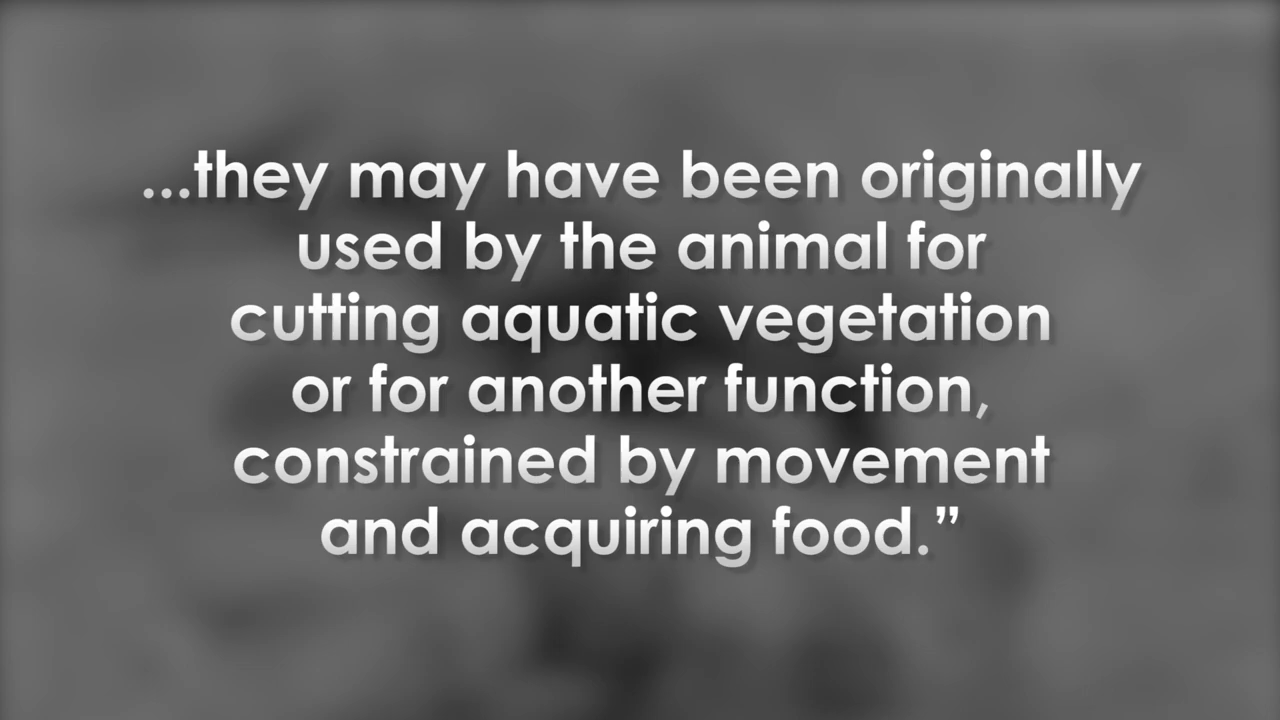 ...they may have been originally
used by the animal for
cutting aquatic vegetation
or for another function,
constrained by movement
and acquiring food.”